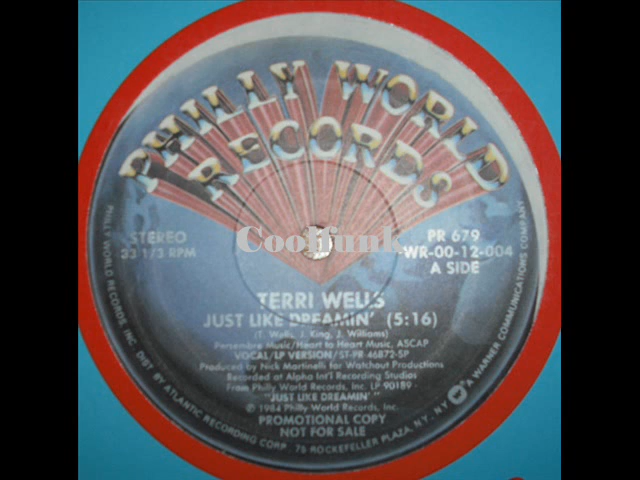 PHILLY WORLD
RECORDS
STEREO
33 1/3 RPM
PR 679
WR-00-12-004
A SIDE
Coolfunk
TERRI WELLS
JUST LIKE DREAMIN' (5:16)
(T. Wells, J. King, J. Williams)
Persembre Music/Heart to Heart Music, ASCAP
VOCAL/LP VERSION/ST-PR 46872-SP
Produced by Nick Martinelli for Watchout Productions
Recorded at Alpha Int'l Recording Studios
From Philly World Records, Inc. LP 90189
"JUST LIKE DREAMIN' "
© 1984 Philly World Records, Inc.
PROMOTIONAL COPY
NOT FOR SALE
PHILLY WORLD RECORDS, INC. DIST. BY ATLANTIC RECORDING CORP. 75 ROCKEFELLER PLAZA, N.Y., N.Y. A WARNER COMMUNICATIONS COMPANY